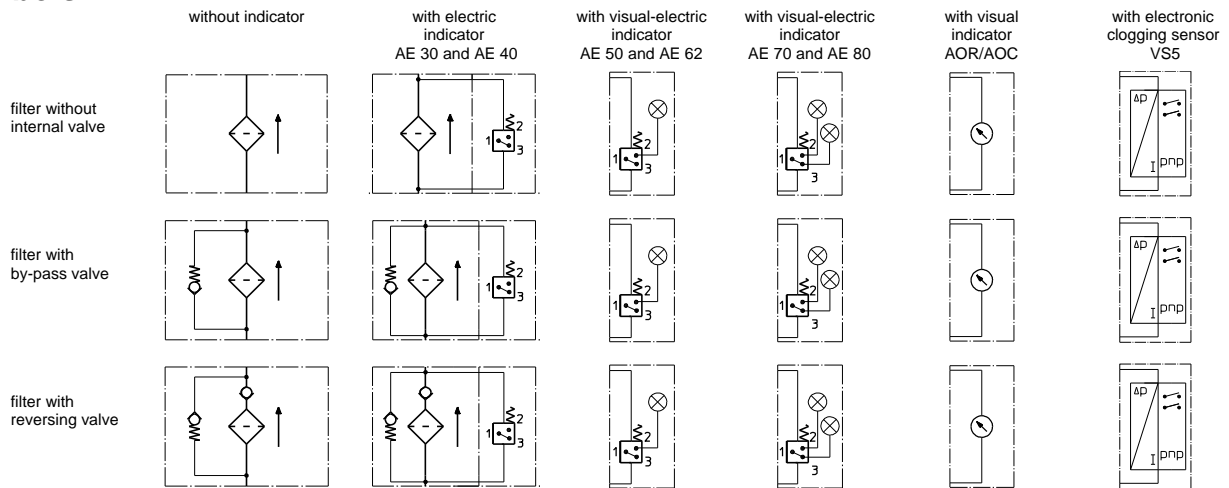 without indicator
with electric
indicator
AE 30 and AE 40
with visual-electric
indicator
AE 50 and AE 62
with visual-electric
indicator
AE 70 and AE 80
with visual
indicator
AOR/AOC
with electronic
clogging sensor
VS5
filter without
internal valve
1 2 3
1 2 3
1 2 3
Δp
I pnp
filter with
by-pass valve
1 2 3
1 2 3
1 2 3
Δp
I pnp
filter with
reversing valve
1 2 3
1 2 3
1 2 3
Δp
I pnp